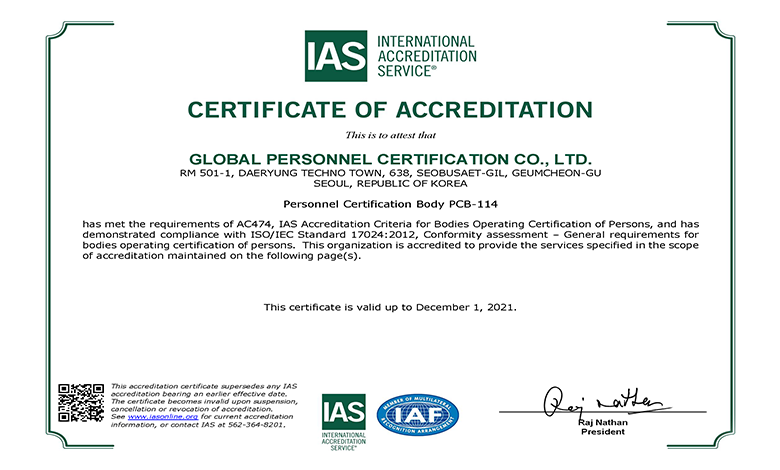 IAS
INTERNATIONAL
ACCREDITATION
SERVICE®
CERTIFICATE OF ACCREDITATION
This is to attest that
GLOBAL PERSONNEL CERTIFICATION CO., LTD.
RM 501-1, DAERYUNG TECHNO TOWN, 638, SEOBUSAET-GIL, GEUMCHEON-GU
SEOUL, REPUBLIC OF KOREA
Personnel Certification Body PCB-114
has met the requirements of AC474, IAS Accreditation Criteria for Bodies Operating Certification of Persons, and has
demonstrated compliance with ISO/IEC Standard 17024:2012, Conformity assessment – General requirements for
bodies operating certification of persons. This organization is accredited to provide the services specified in the scope
of accreditation maintained on the following page(s).
This certificate is valid up to December 1, 2021.
This accreditation certificate supersedes any IAS
accreditation bearing an earlier effective date.
The certificate becomes invalid upon suspension,
cancellation or revocation of accreditation.
See www.iasonline.org for current accreditation
information, or contact IAS at 562-364-8201.
IAS
INTERNATIONAL
ACCREDITATION
SERVICE®
MEMBER OF MULTILATERAL
IAF
RECOGNITION ARRANGEMENT
Raj Nathan
Raj Nathan
President